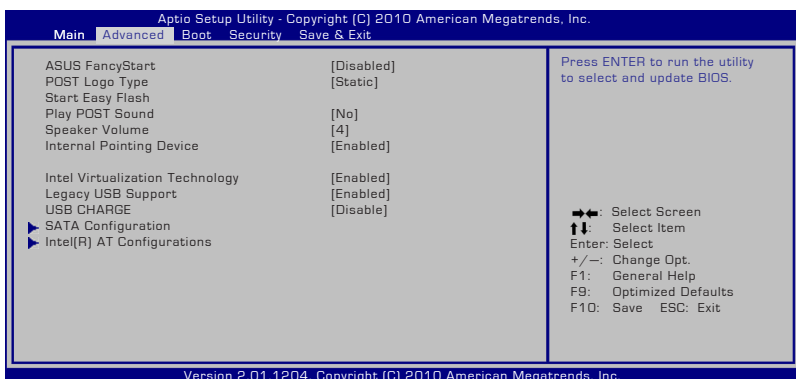 Aptio Setup Utility - Copyright (C) 2010 American Megatrends, Inc.
Main Advanced Boot Security Save & Exit
ASUS FancyStart [Disabled]
POST Logo Type [Static]
Start Easy Flash
Play POST Sound [No]
Speaker Volume [4]
Internal Pointing Device [Enabled]
Intel Virtualization Technology [Enabled]
Legacy USB Support [Enabled]
USB CHARGE [Disable]
SATA Configuration
Intel(R) AT Configurations
Press ENTER to run the utility
to select and update BIOS.
→←: Select Screen
↑↓: Select Item
Enter: Select
+/—: Change Opt.
F1: General Help
F9: Optimized Defaults
F10: Save ESC: Exit
Version 2.01.1204. Copyright (C) 2010 American Megatrends, Inc.